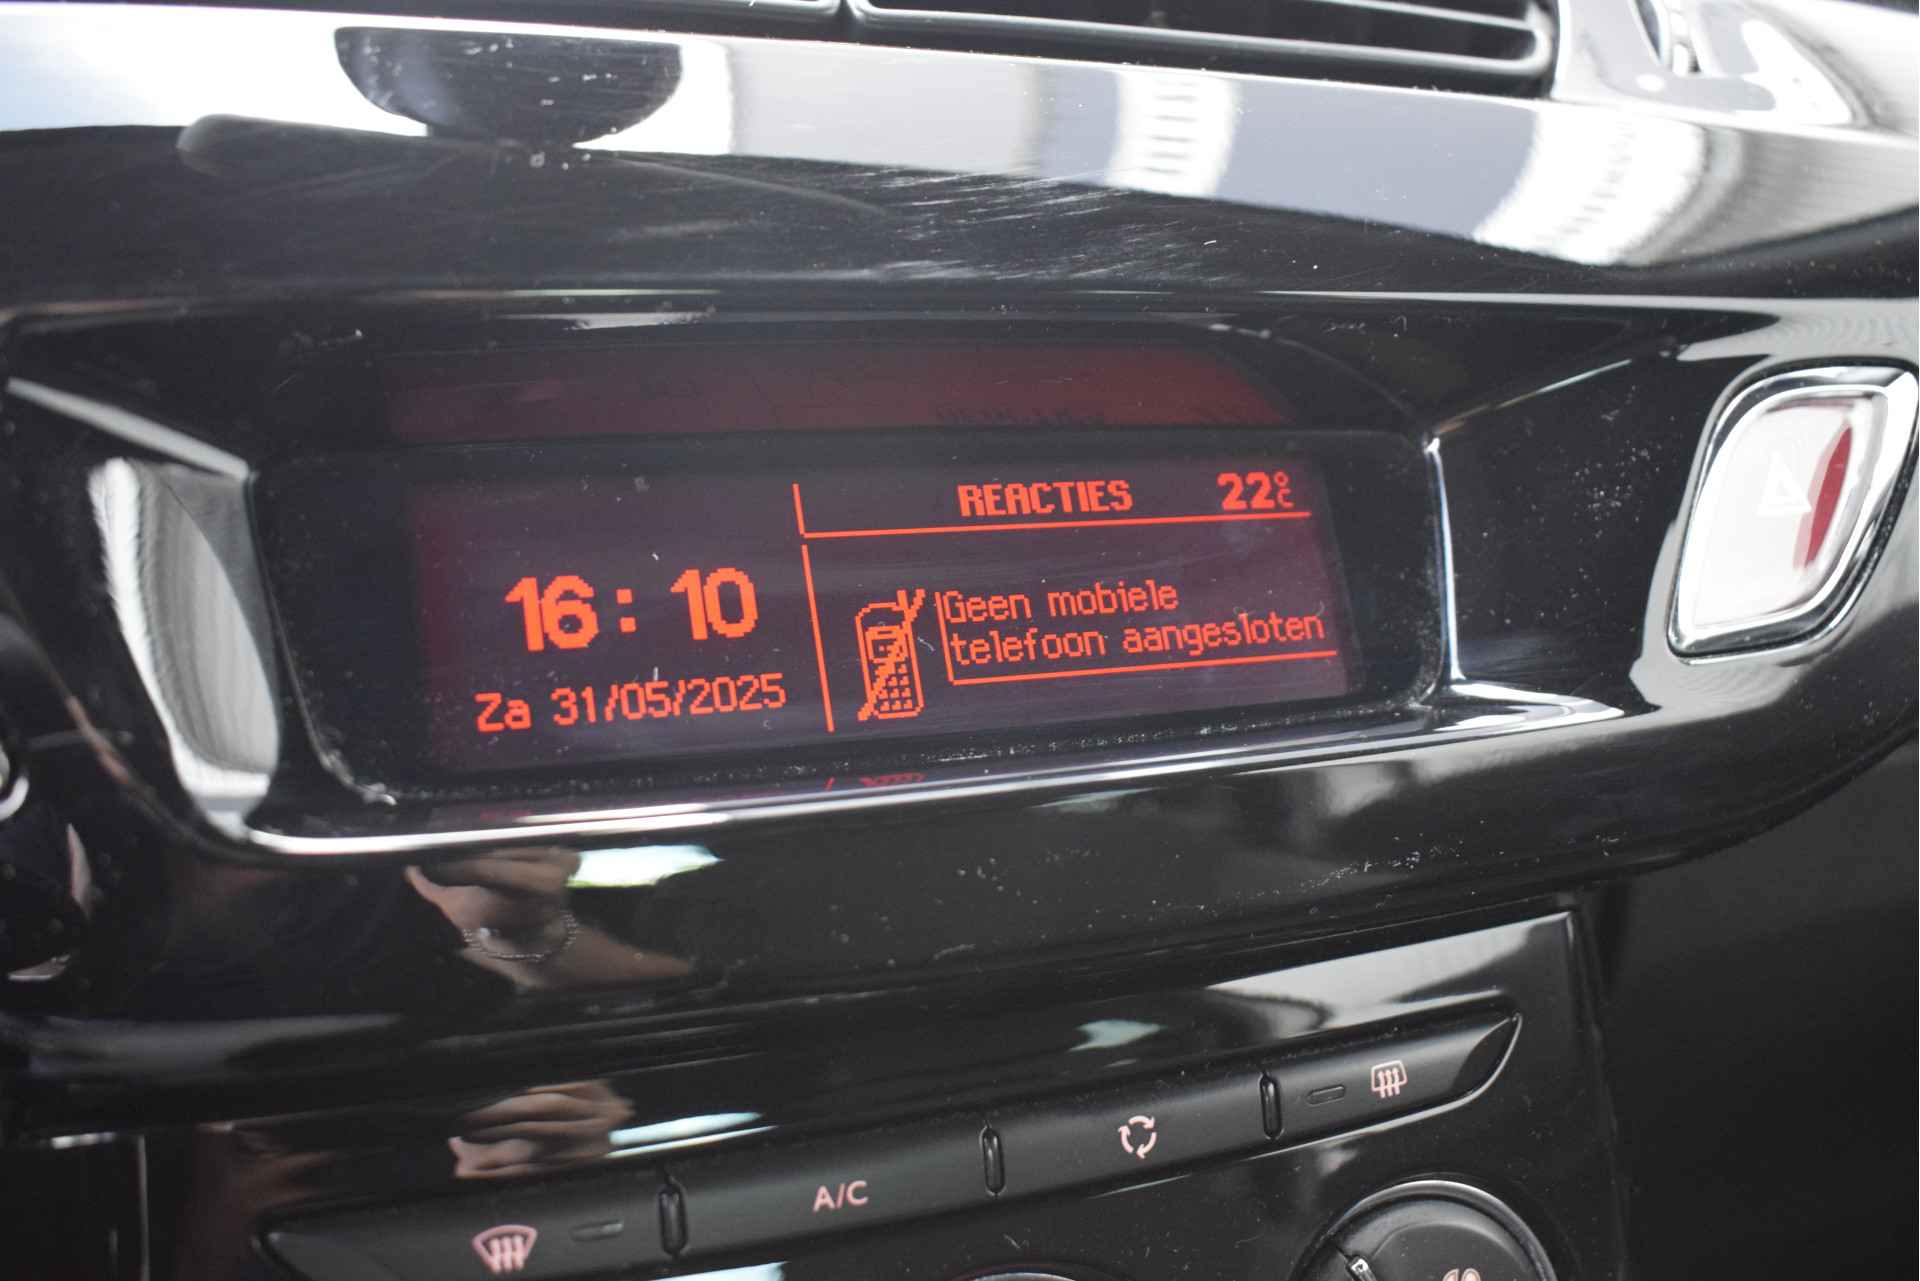 REACTIES 22°C
16:10
Geen mobiele
telefoon aangesloten
Za 31/05/2025
A/C